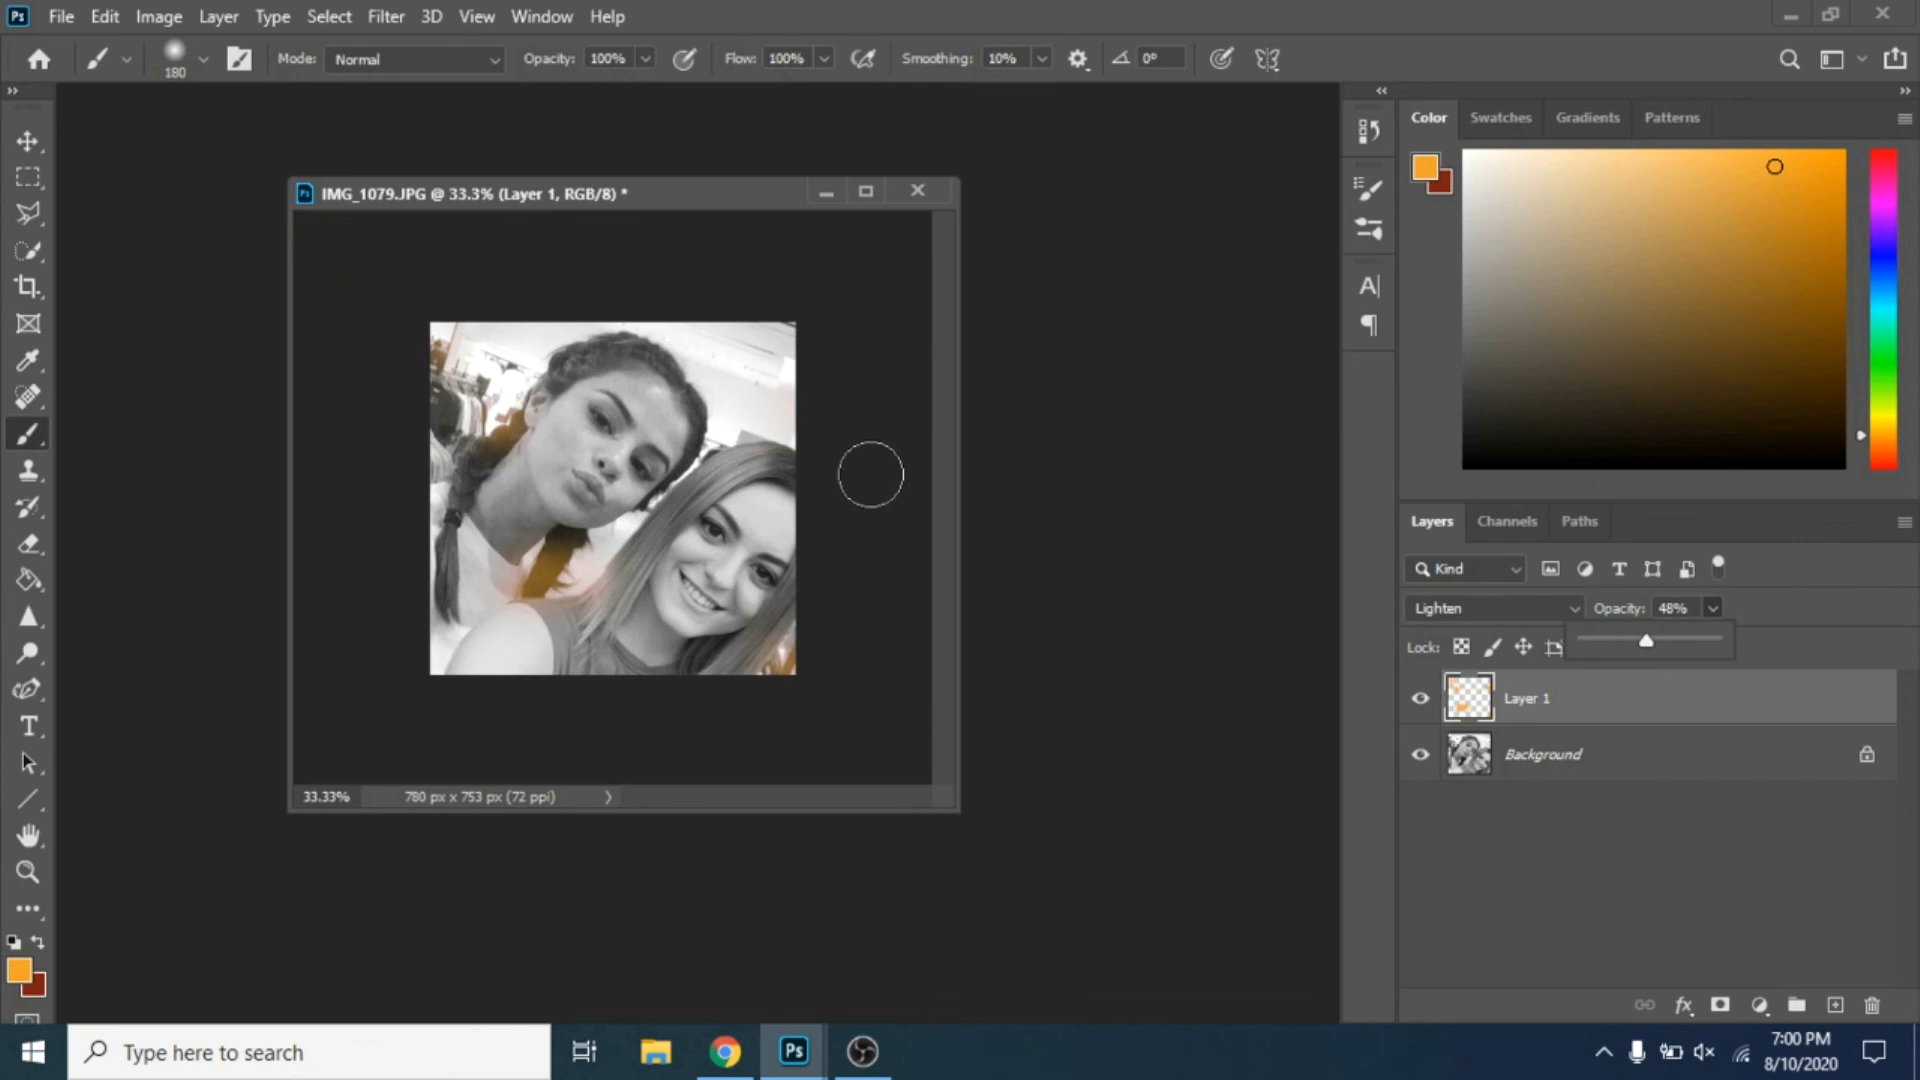 Ps File Edit Image Layer Type Select Filter 3D View Window Help
180 Mode: Normal Opacity: 100% Flow: 100% Smoothing: 10% 0°
Color Swatches Gradients Patterns
Ps IMG_1079.JPG @ 33.3% (Layer 1, RGB/8) *
33.33% 780 px x 753 px (72 ppi)
Layers Channels Paths
Kind
Lighten Opacity: 48%
Lock:
Layer 1
Background
fx
Type here to search
Ps
7:00 PM
8/10/2020